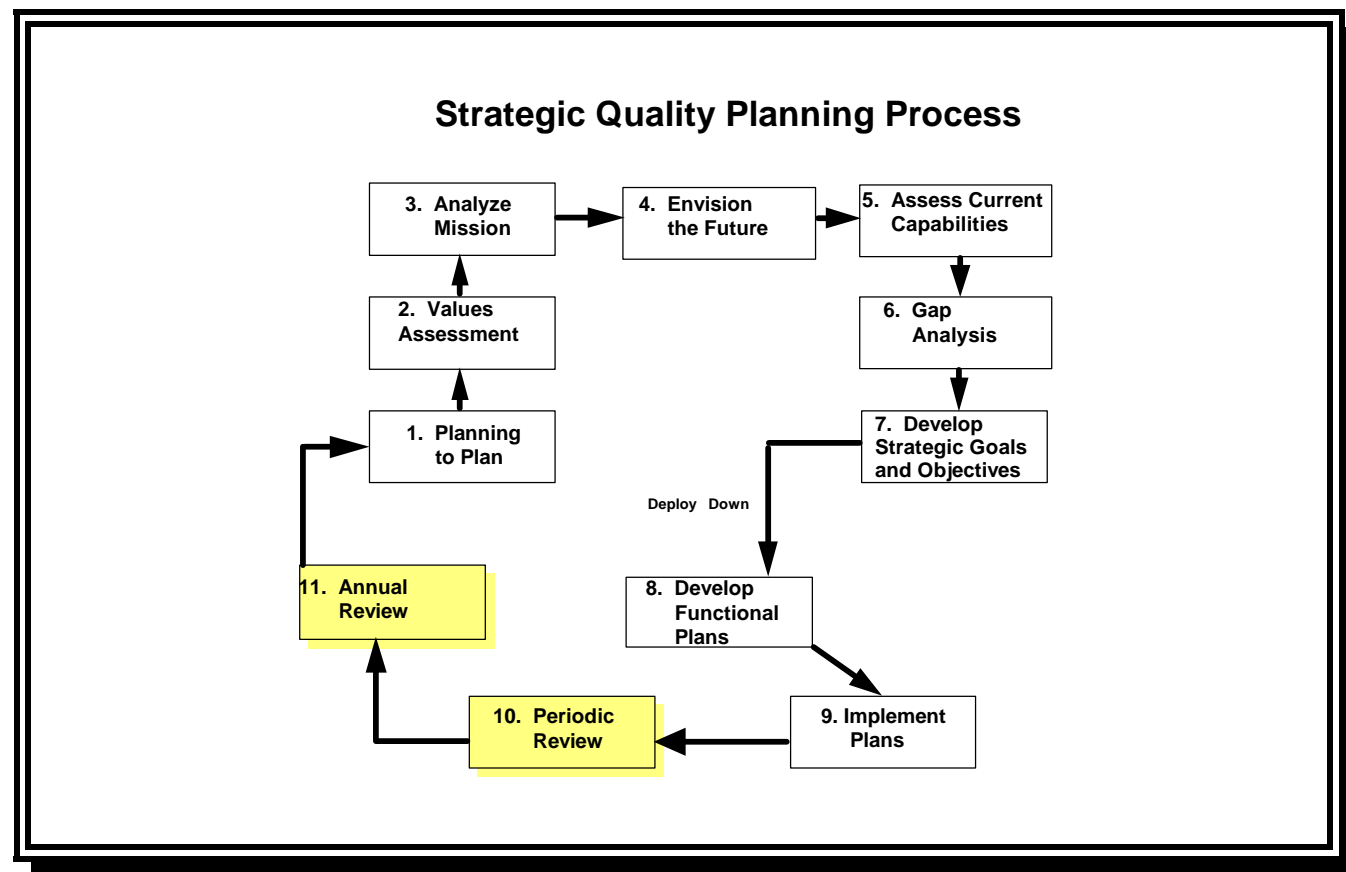 Strategic Quality Planning Process
3. Analyze
Mission
4. Envision
the Future
5. Assess Current
Capabilities
2. Values
Assessment
6. Gap
Analysis
1. Planning
to Plan
7. Develop
Strategic Goals
and Objectives
Deploy Down
11. Annual
Review
8. Develop
Functional
Plans
10. Periodic
Review
9. Implement
Plans